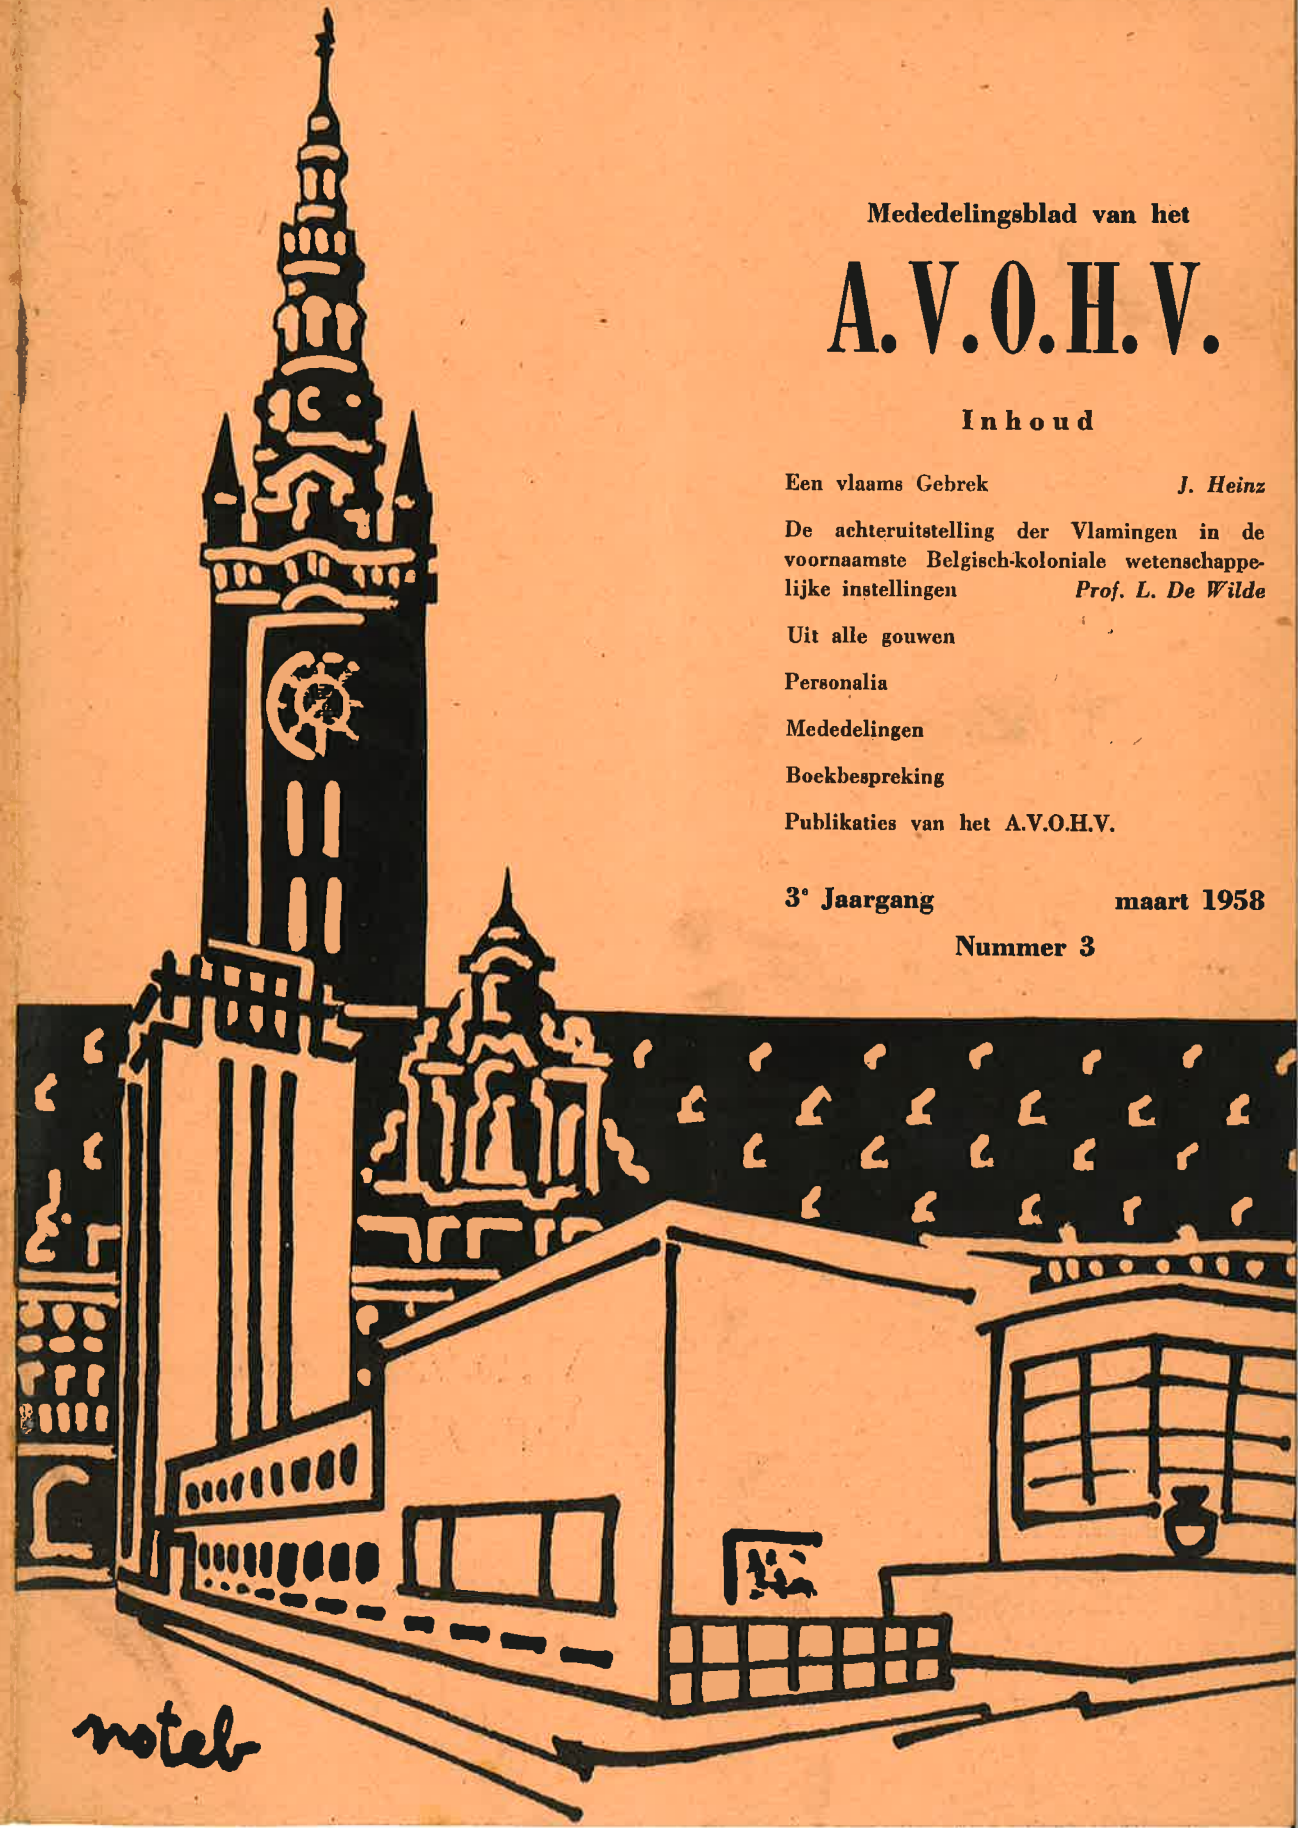 Mededelingsblad van het
A.V.O.H.V.
Inhoud
Een vlaams Gebrek J. Heinz
De achteruitstelling der Vlamingen in de
voornaamste Belgisch-koloniale wetenschappe-
lijke instellingen Prof. L. De Wilde
Uit alle gouwen
Personalia
Mededelingen
Boekbespreking
Publikaties van het A.V.O.H.V.
3e Jaargang maart 1958
Nummer 3
noteb